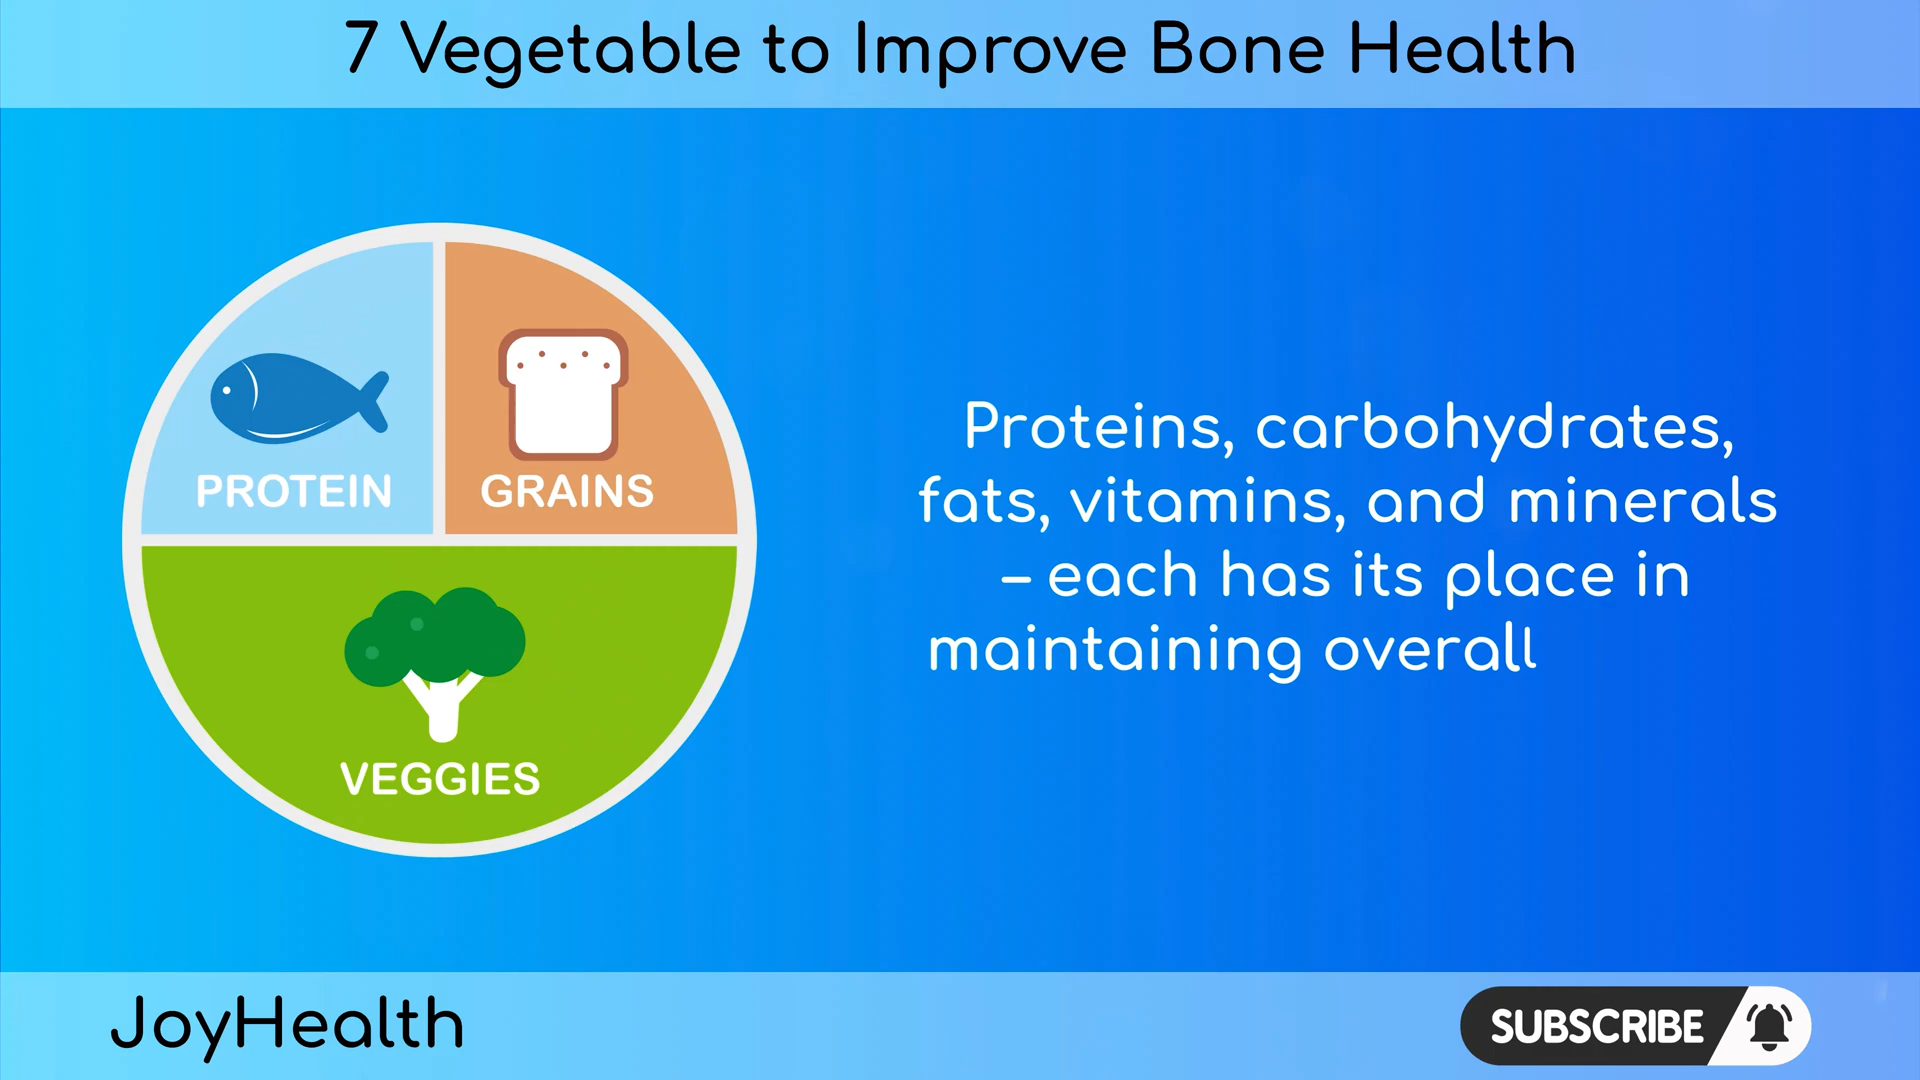 7 Vegetable to Improve Bone Health
PROTEIN
GRAINS
VEGGIES
Proteins, carbohydrates,
fats, vitamins, and minerals
– each has its place in
maintaining overall
JoyHealth
SUBSCRIBE